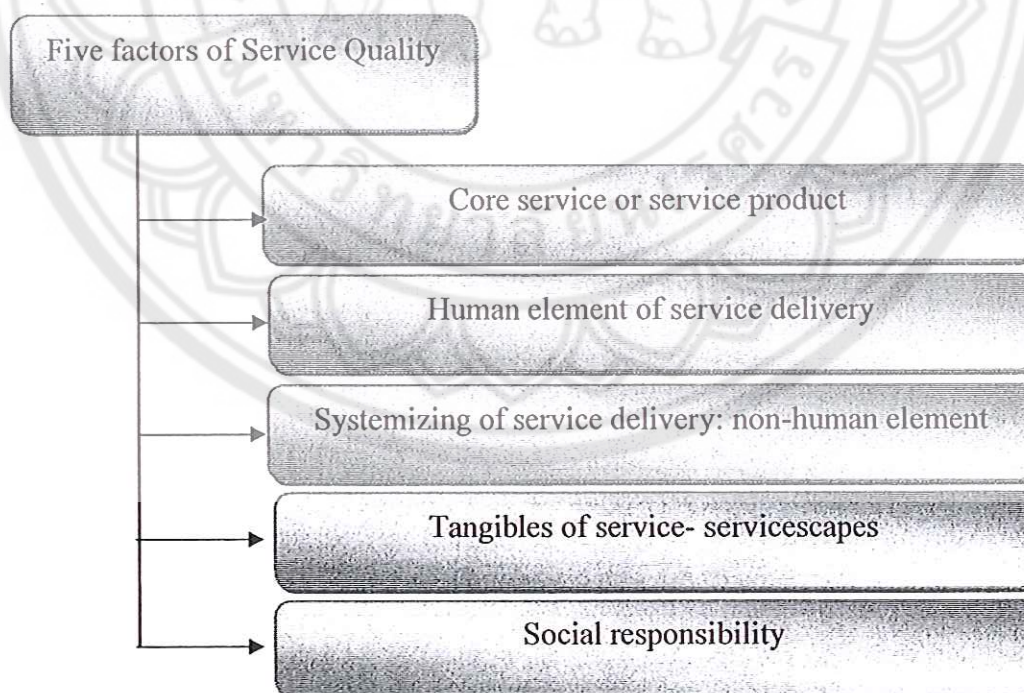 Five factors of Service Quality
Core service or service product
Human element of service delivery
Systemizing of service delivery: non-human element
Tangibles of service- servicescapes
Social responsibility